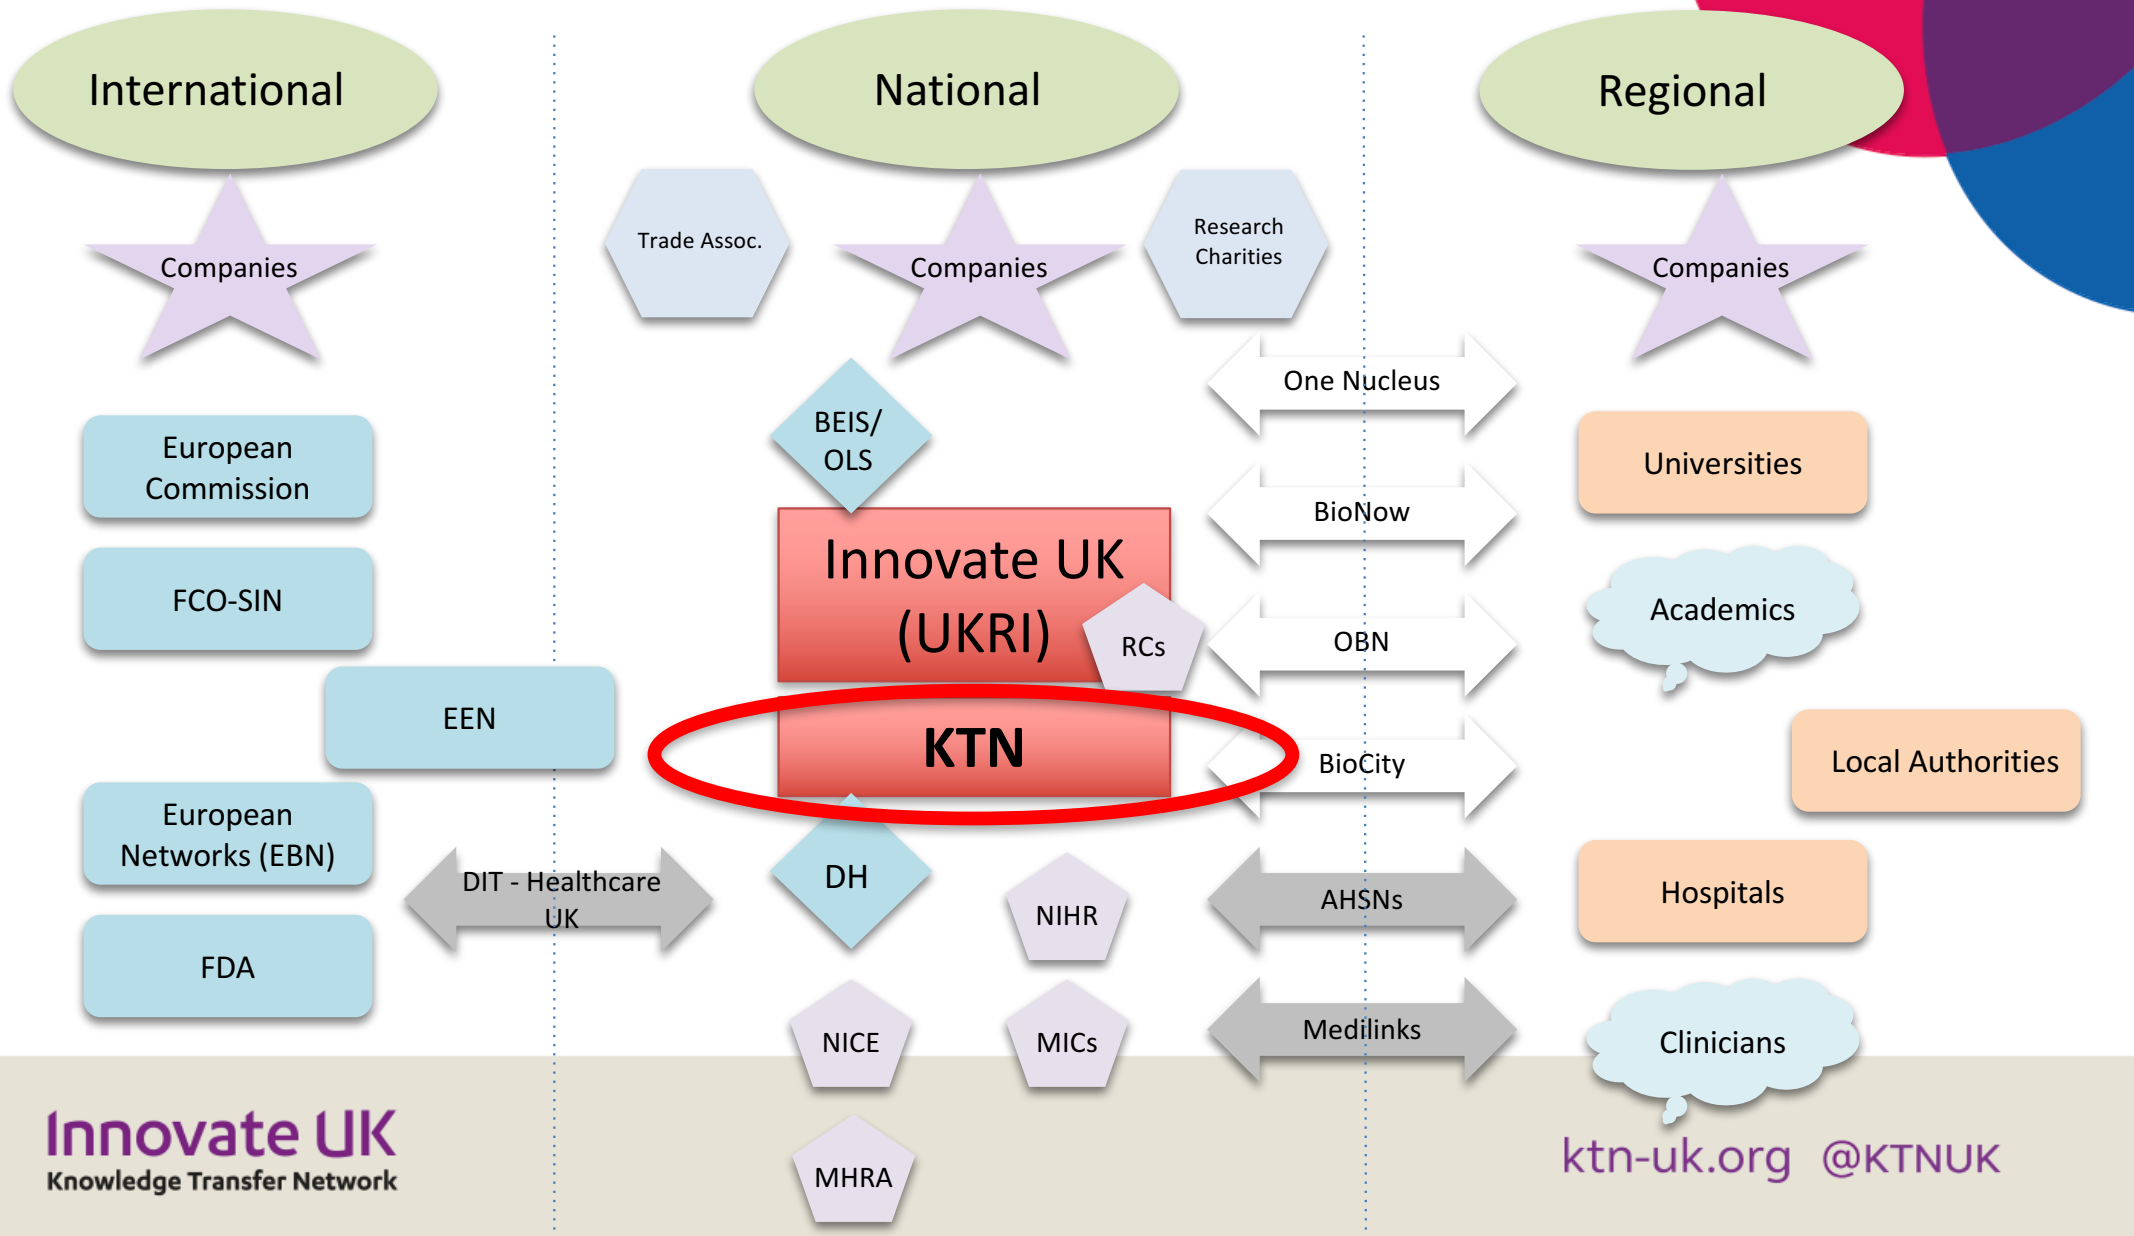 International
National
Regional
Companies
Trade Assoc.
Companies
Research
Charities
Companies
European
Commission
FCO-SIN
EEN
European
Networks (EBN)
FDA
DIT - Healthcare
UK
BEIS/
OLS
Innovate UK
(UKRI)
RCs
KTN
DH
NIHR
NICE
MICs
MHRA
One Nucleus
BioNow
OBN
BioCity
AHSNs
Medilinks
Universities
Academics
Local Authorities
Hospitals
Clinicians
Innovate UK
Knowledge Transfer Network
ktn-uk.org @KTNUK